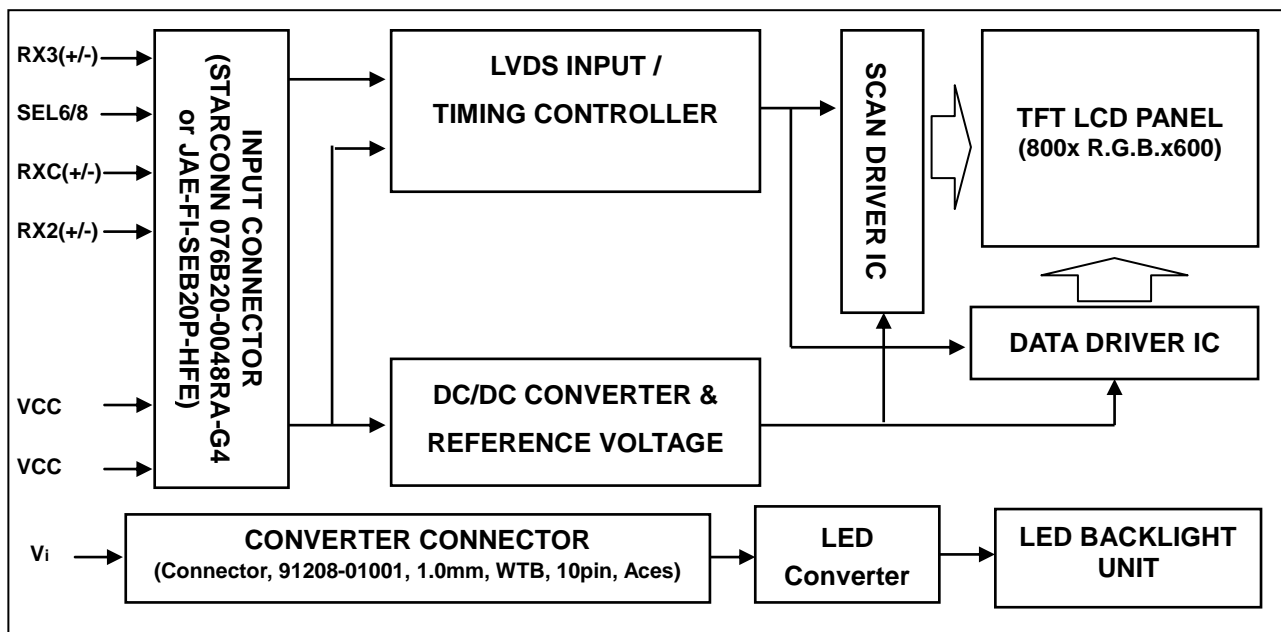 RX3(+/-)
SEL6/8
RXC(+/-)
RX2(+/-)
VCC
VCC
INPUT CONNECTOR
(STARCONN 076B20-0048RA-G4
or JAE-FI-SEB20P-HFE)
LVDS INPUT /
TIMING CONTROLLER
SCAN DRIVER IC
TFT LCD PANEL
(800x R.G.B.x600)
DATA DRIVER IC
DC/DC CONVERTER &
REFERENCE VOLTAGE
Vi
CONVERTER CONNECTOR
(Connector, 91208-01001, 1.0mm, WTB, 10pin, Aces)
LED
Converter
LED BACKLIGHT
UNIT